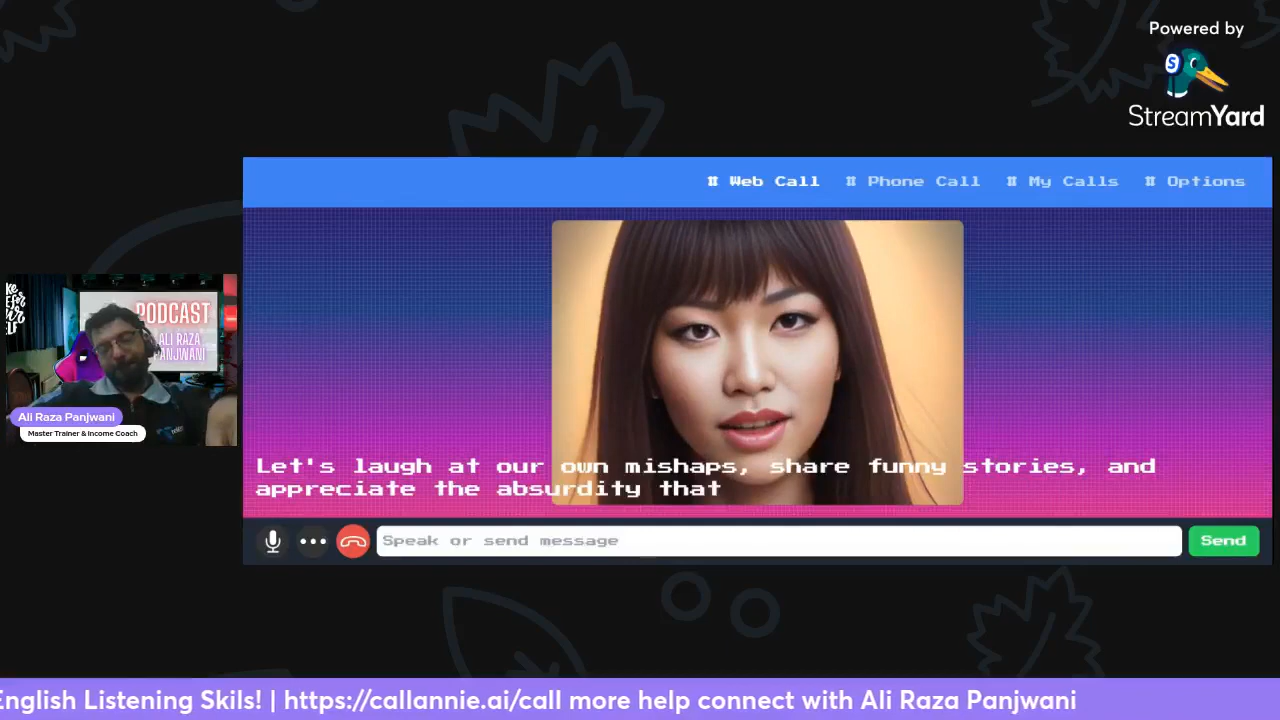 Powered by
StreamYard
# Web Call
# Phone Call
# My Calls
# Options
PODCAST
ALI RAZA
PANJWANI
Ali Raza Panjwani
Master Trainer & Income Coach
Let's laugh at our own mishaps, share funny stories, and
appreciate the absurdity that
Speak or send message
Send
English Listening Skils! | https://callannie.ai/call more help connect with Ali Raza Panjwani